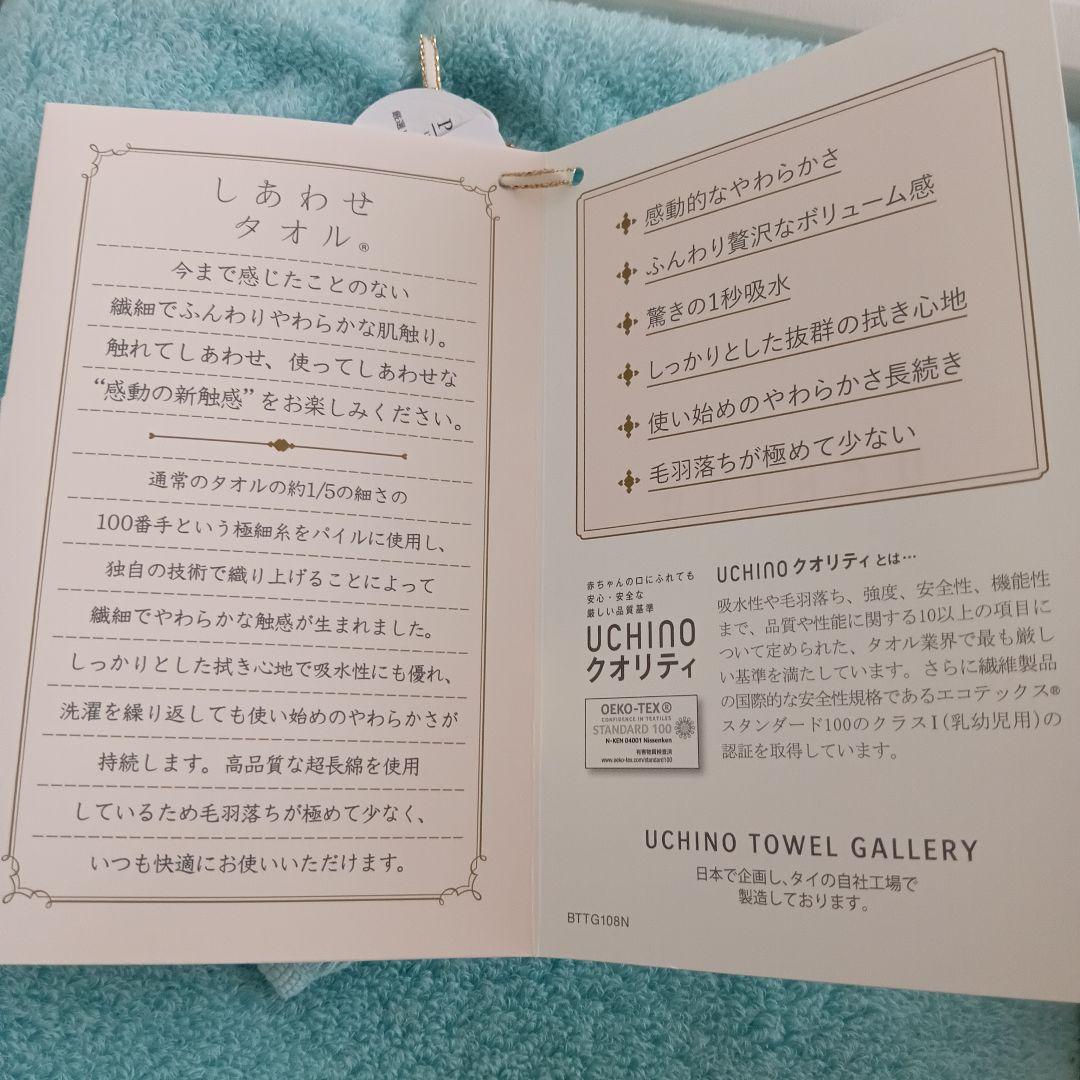 しあわせ
タオル®
今まで感じたことのない
繊細でふんわりやわらかな肌触り。
触れてしあわせ、使ってしあわせな
“感動の新触感”をお楽しみください。
通常のタオルの約1/5の細さの
100番手という極細糸をパイルに使用し、
独自の技術で織り上げることによって
繊細でやわらかな触感が生まれました。
しっかりとした拭き心地で吸水性にも優れ、
洗濯を繰り返しても使い始めのやわらかさが
持続します。高品質な超長綿を使用
しているため毛羽落ちが極めて少なく、
いつも快適にお使いいただけます。
感動的なやわらかさ
ふんわり贅沢なボリューム感
驚きの1秒吸水
しっかりとした抜群の拭き心地
使い始めのやわらかさ長続き
毛羽落ちが極めて少ない
赤ちゃんの口にふれても
安心・安全な
厳しい品質基準
UCHINO
クオリティ
OEKO-TEX®
CONFIDENCE IN TEXTILES
STANDARD 100
N-KEN 04001 Nissenken
有害物質検査済
www.oeko-tex.com/standard100
UCHINOクオリティとは…
吸水性や毛羽落ち、強度、安全性、機能性
まで、品質や性能に関する10以上の項目に
ついて定められた、タオル業界で最も厳し
い基準を満たしています。さらに繊維製品
の国際的な安全性規格であるエコテックス®
スタンダード100のクラスⅠ(乳幼児用)の
認証を取得しています。
UCHINO TOWEL GALLERY
日本で企画し、タイの自社工場で
製造しております。
BTTG108N